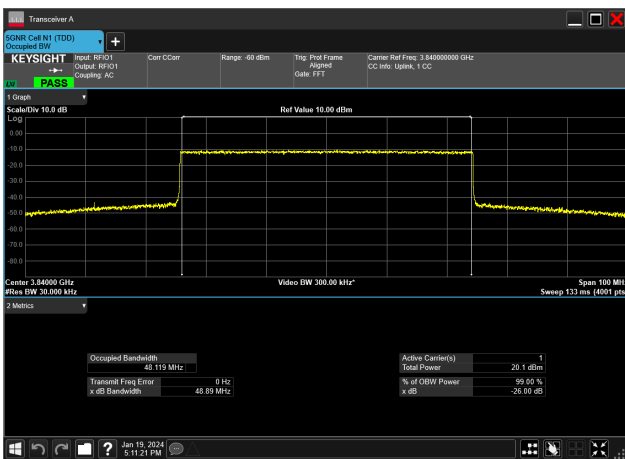 Transceiver A
5GNR Cell N1 (TDD)
Occupied BW
KEYSIGHT
Input: RFIO1
Output: RFIO1
Coupling: AC
Corr CCorr
Range: -60 dBm
Trig: Prot Frame
Aligned
Gate: FFT
Carrier Ref Freq: 3.840000000 GHz
CC Info: Uplink, 1 CC
PASS
1 Graph
Scale/Div 10.0 dB
Ref Value 10.00 dBm
Log
0.00
-10.0
-20.0
-30.0
-40.0
-50.0
-60.0
-70.0
-80.0
Center 3.84000 GHz
Video BW 300.00 kHz*
Span 100 MHz
#Res BW 30.000 kHz
Sweep 133 ms (4001 pts)
2 Metrics
Occupied Bandwidth
48.119 MHz
Transmit Freq Error 0 Hz
x dB Bandwidth 48.89 MHz
Active Carrier(s) 1
Total Power 20.1 dBm
% of OBW Power 99.00 %
x dB -26.00 dB
Jan 19, 2024
5:11:21 PM